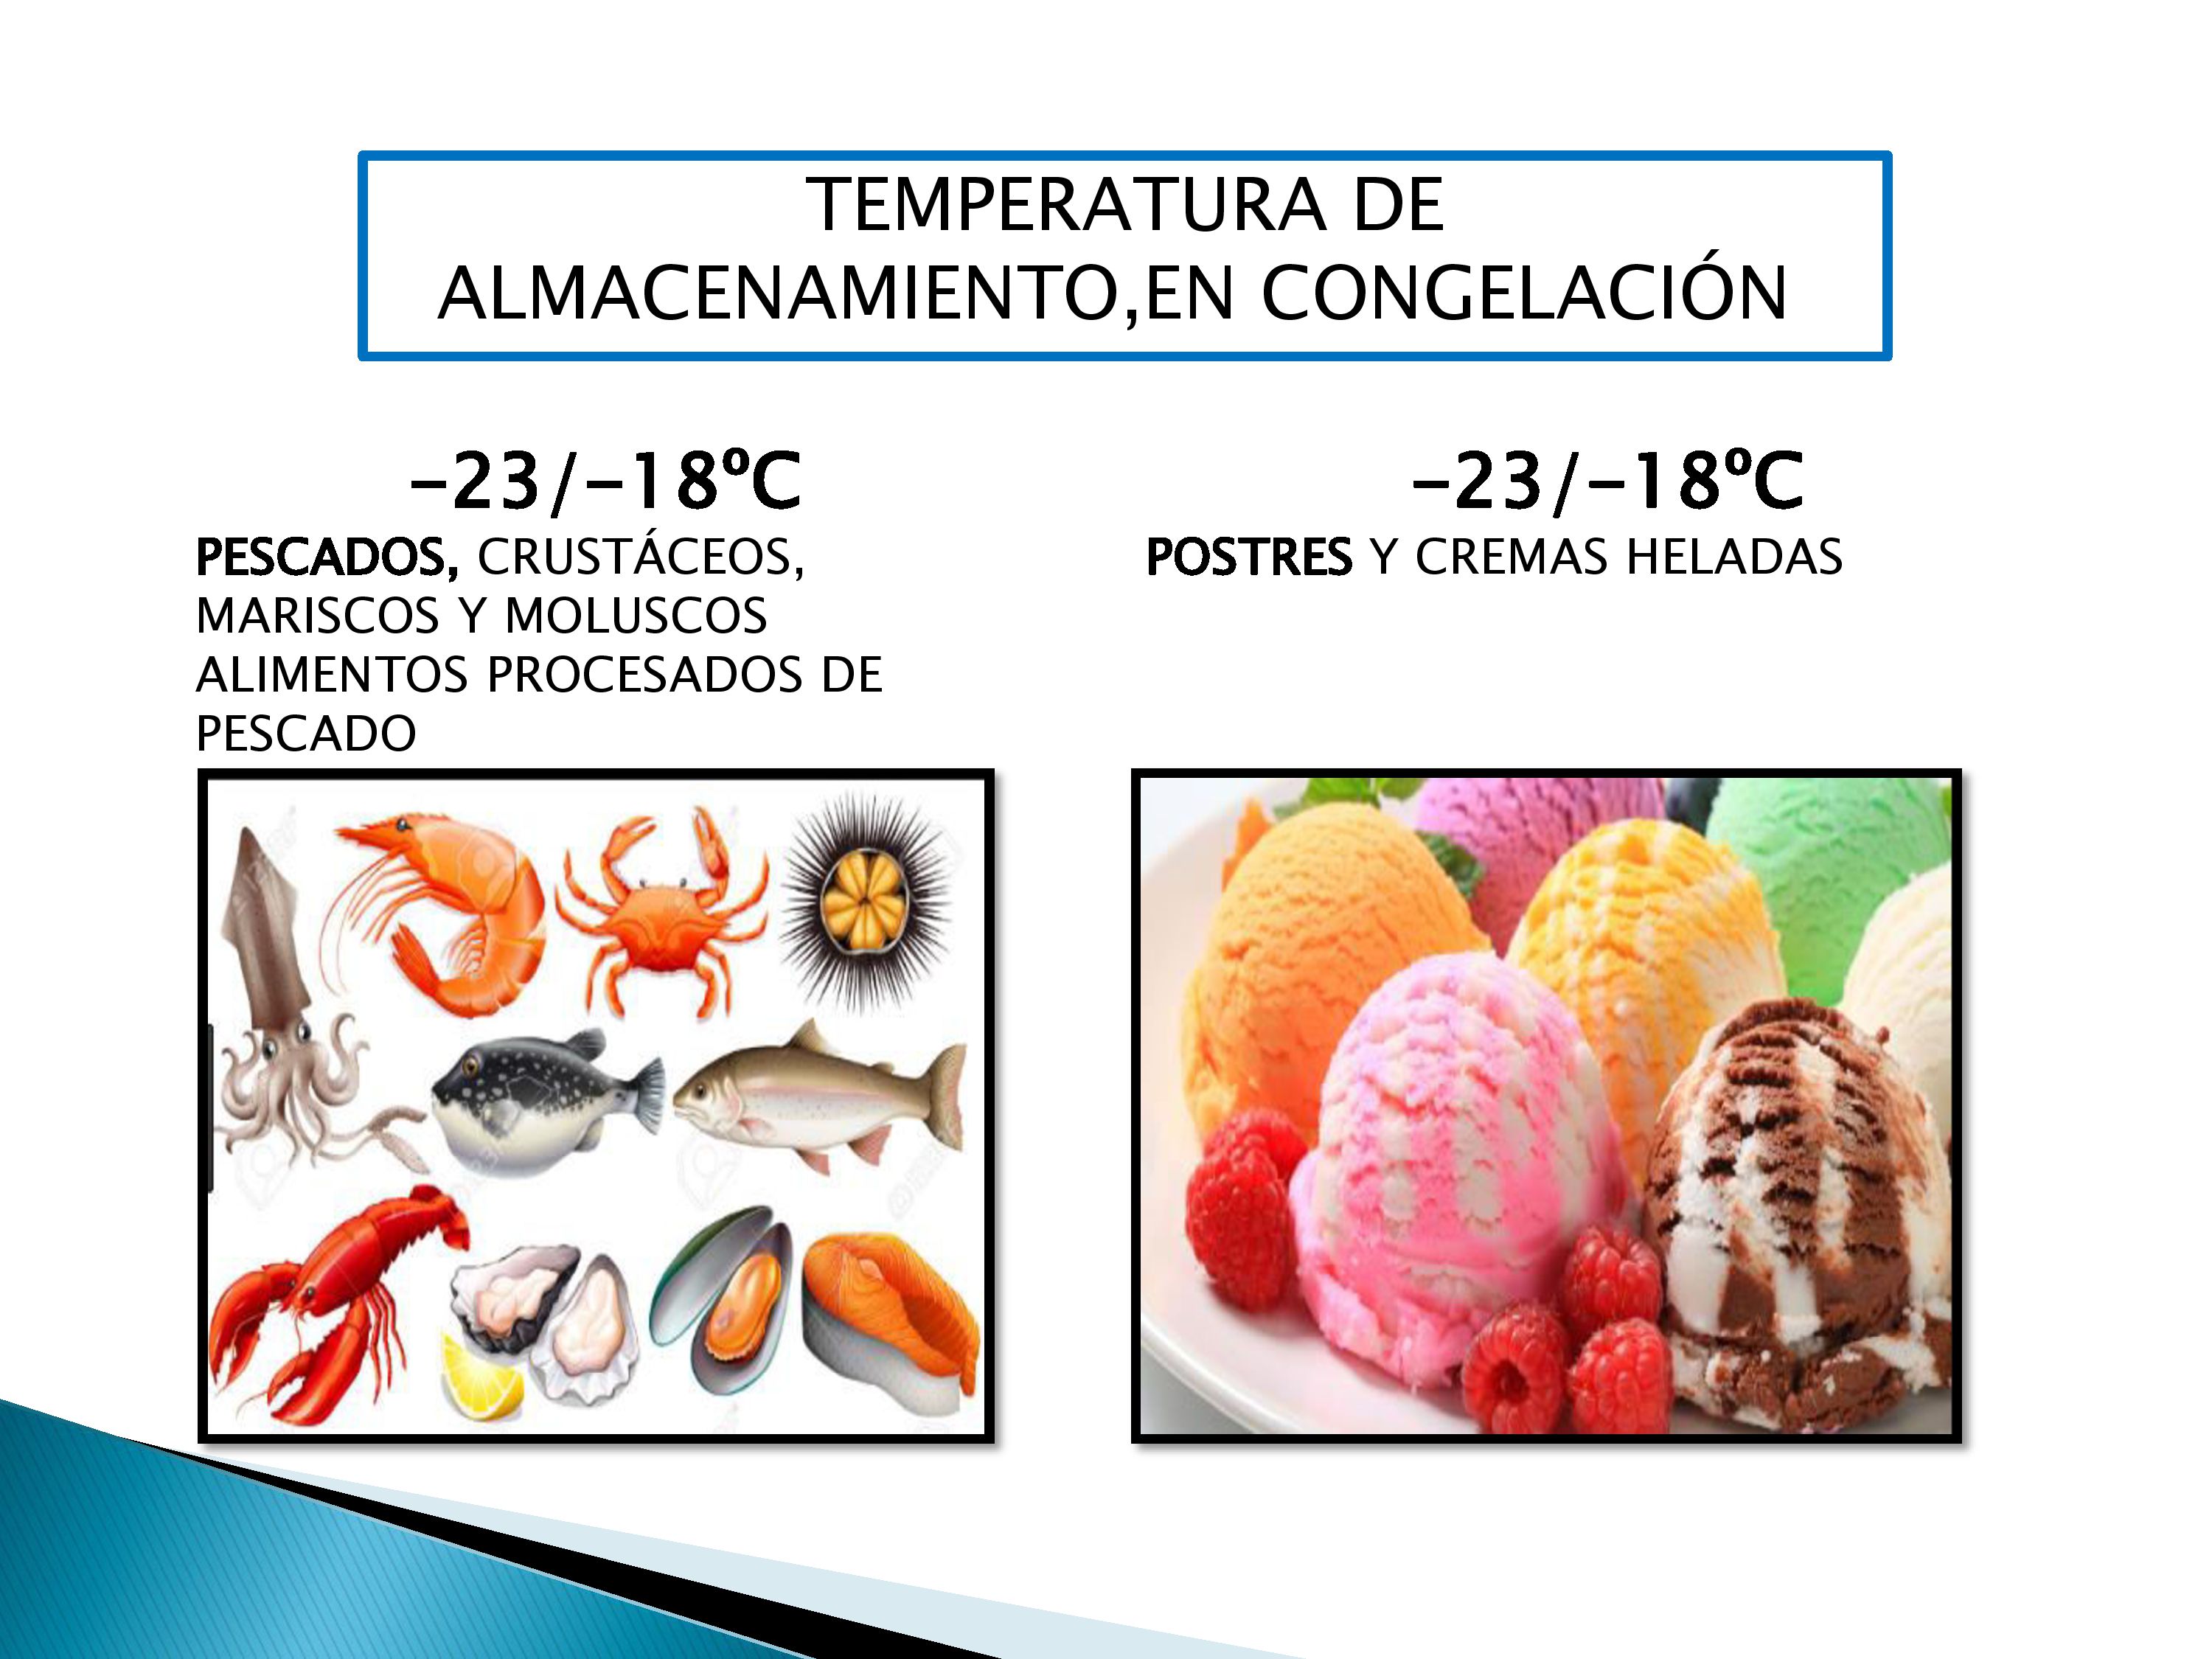 TEMPERATURA DE
ALMACENAMIENTO,EN CONGELACIÓN
-23/-18ºC
PESCADOS, CRUSTÁCEOS,
MARISCOS Y MOLUSCOS
ALIMENTOS PROCESADOS DE
PESCADO
-23/-18ºC
POSTRES Y CREMAS HELADAS